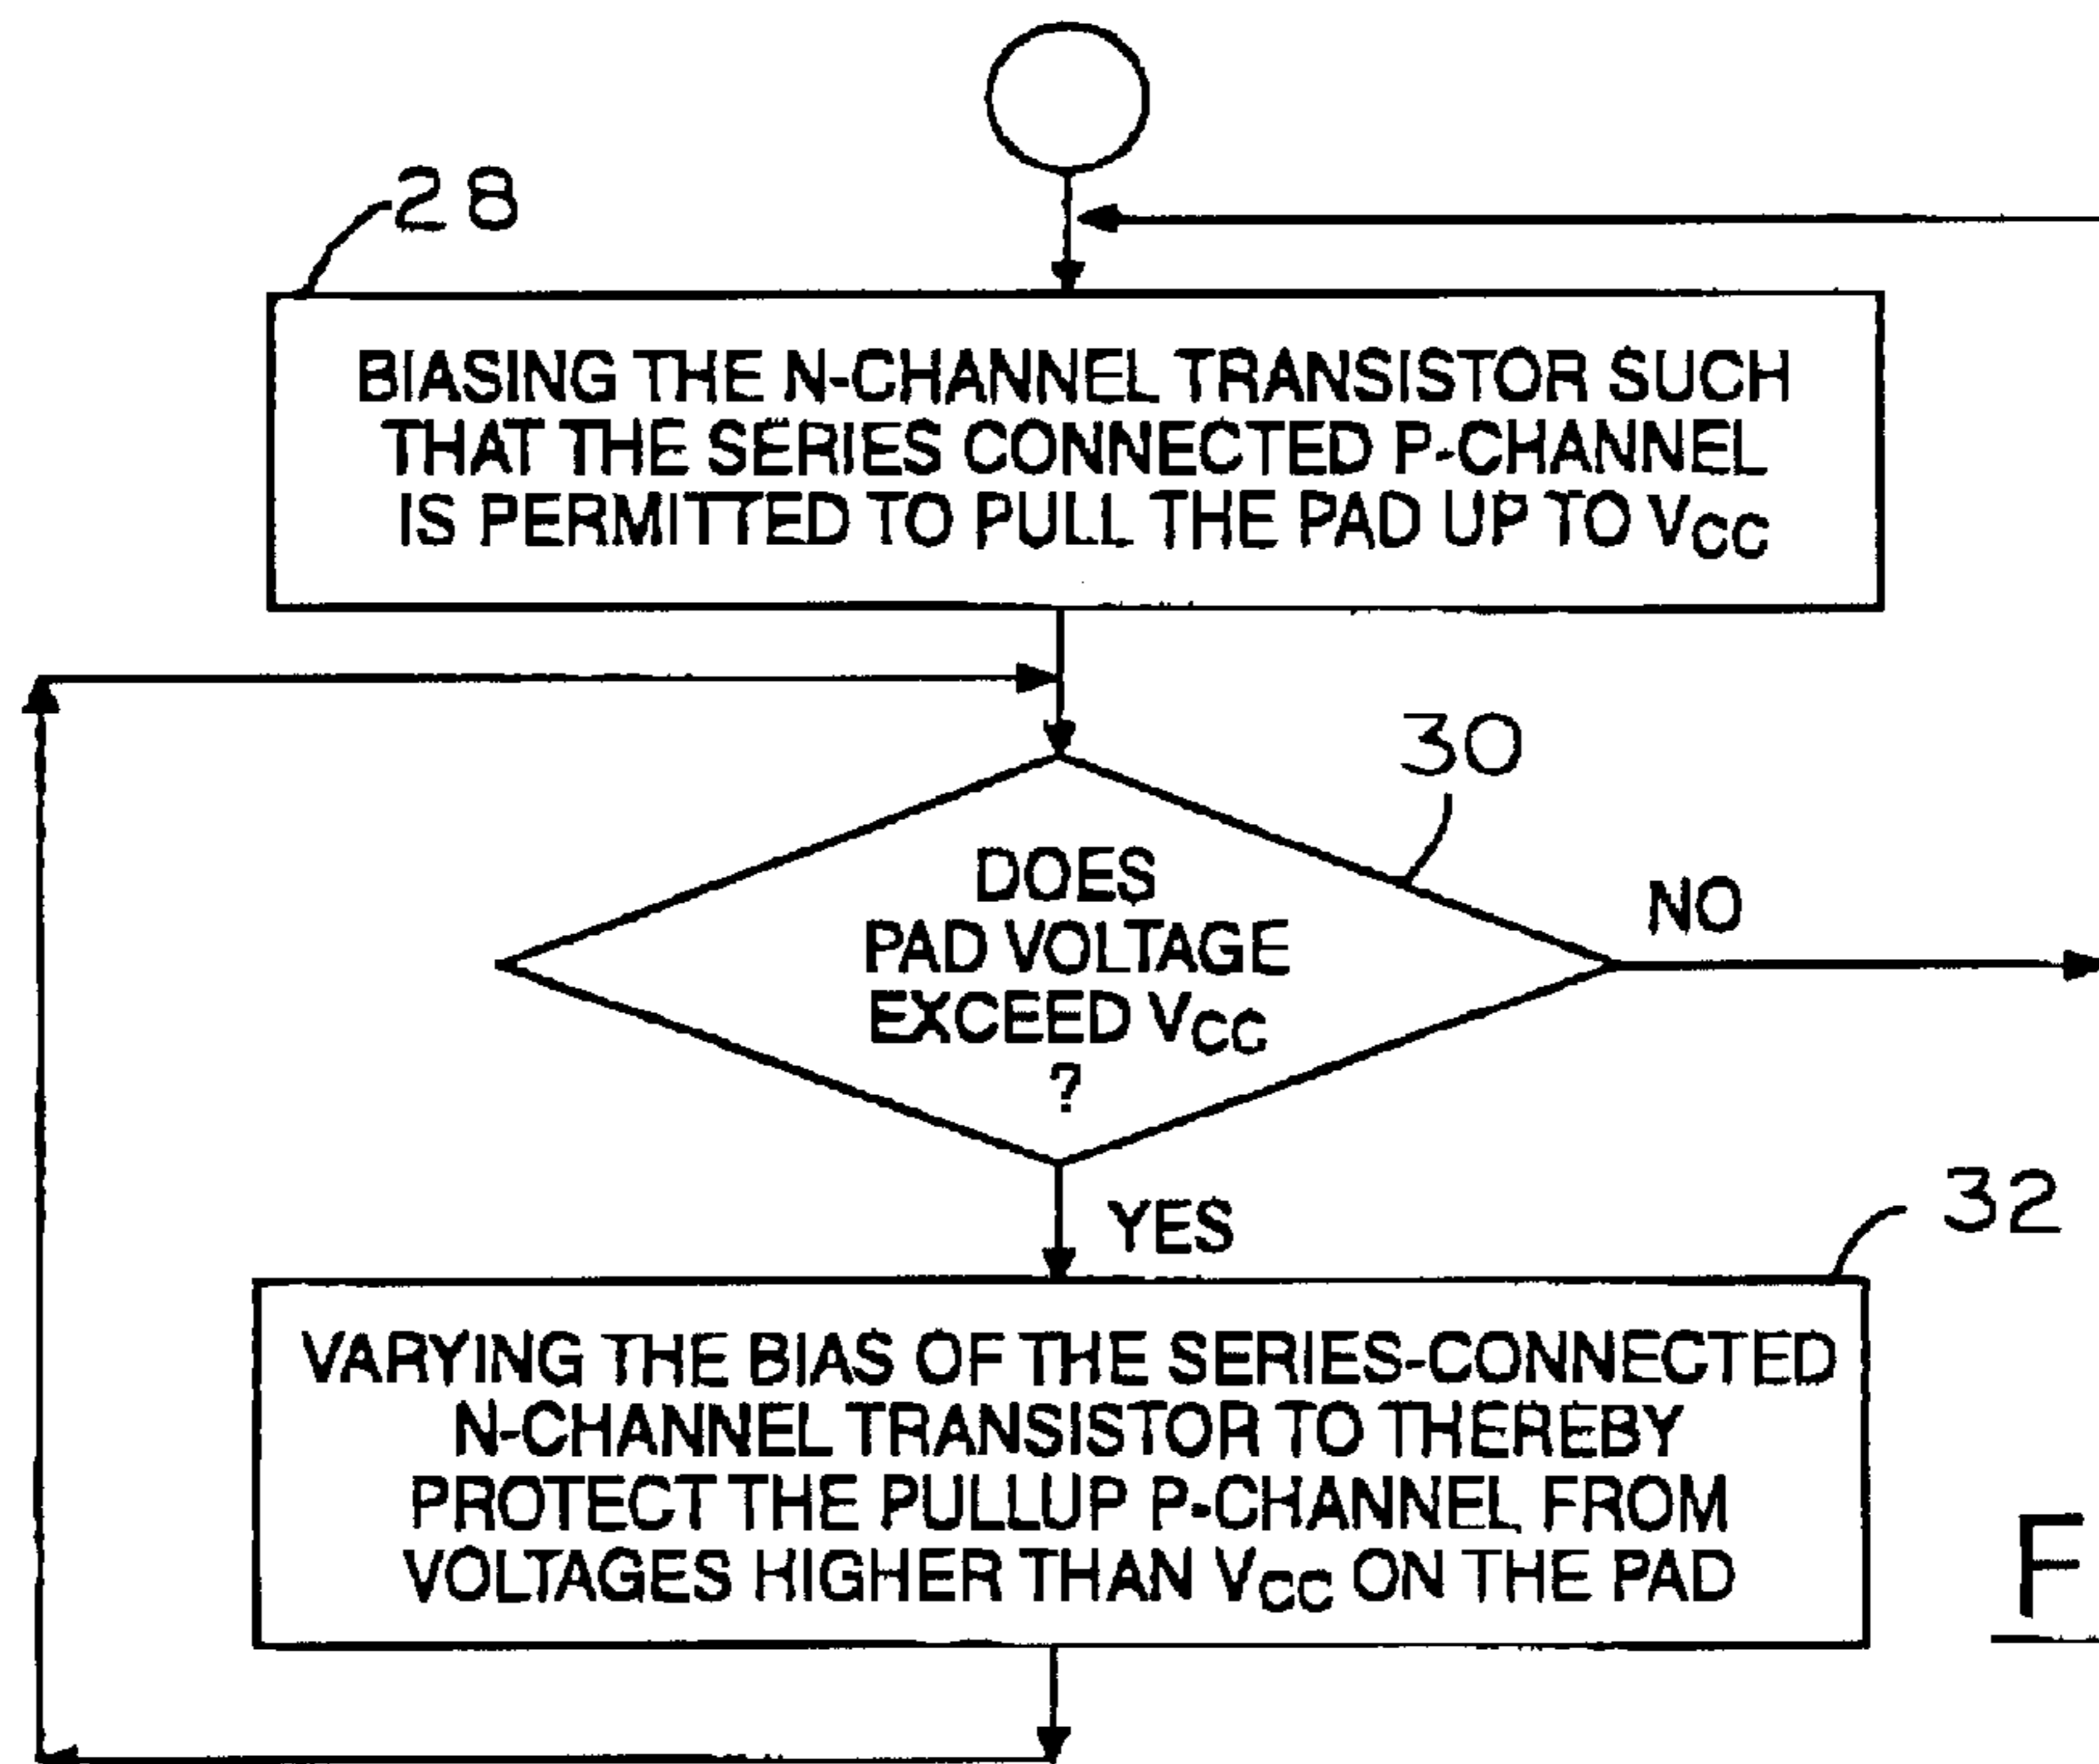 28
BIASING THE N-CHANNEL TRANSISTOR SUCH
THAT THE SERIES CONNECTED P-CHANNEL
IS PERMITTED TO PULL THE PAD UP TO VCC
30
DOES
PAD VOLTAGE
EXCEED VCC
?
NO
YES
32
VARYING THE BIAS OF THE SERIES-CONNECTED
N-CHANNEL TRANSISTOR TO THEREBY
PROTECT THE PULLUP P-CHANNEL FROM
VOLTAGES HIGHER THAN VCC ON THE PAD
F